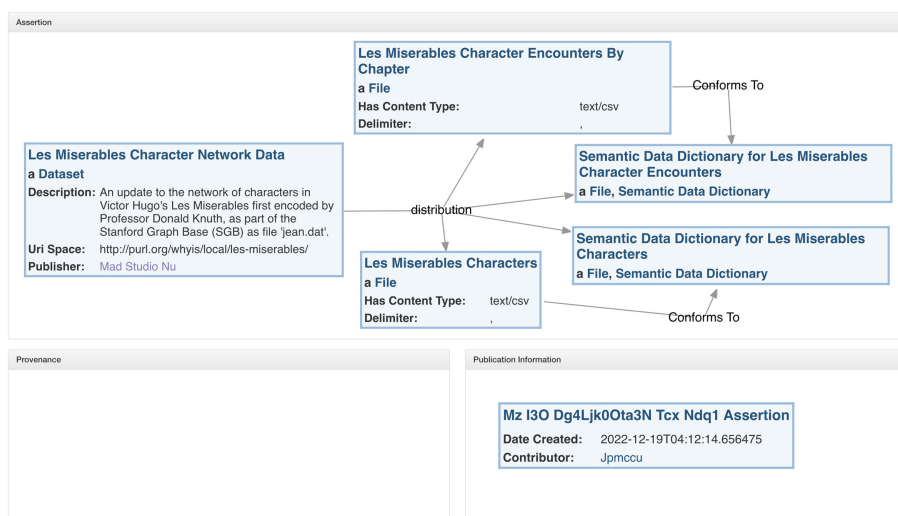 Assertion
Les Miserables Character Encounters By
Chapter
a File
Has Content Type: text/csv
Delimiter: ,
Conforms To
Les Miserables Character Network Data
a Dataset
Description: An update to the network of characters in
Victor Hugo's Les Miserables first encoded by
Professor Donald Knuth, as part of the
Stanford Graph Base (SGB) as file 'jean.dat'.
Uri Space: http://purl.org/whyis/local/les-miserables/
Publisher: Mad Studio Nu
distribution
Semantic Data Dictionary for Les Miserables
Character Encounters
a File, Semantic Data Dictionary
Semantic Data Dictionary for Les Miserables
Characters
a File, Semantic Data Dictionary
Les Miserables Characters
a File
Has Content Type: text/csv
Delimiter: ,
Conforms To
Provenance
Publication Information
Mz I3O Dg4Ljk0Ota3N Tcx Ndq1 Assertion
Date Created: 2022-12-19T04:12:14.656475
Contributor: Jpmccu